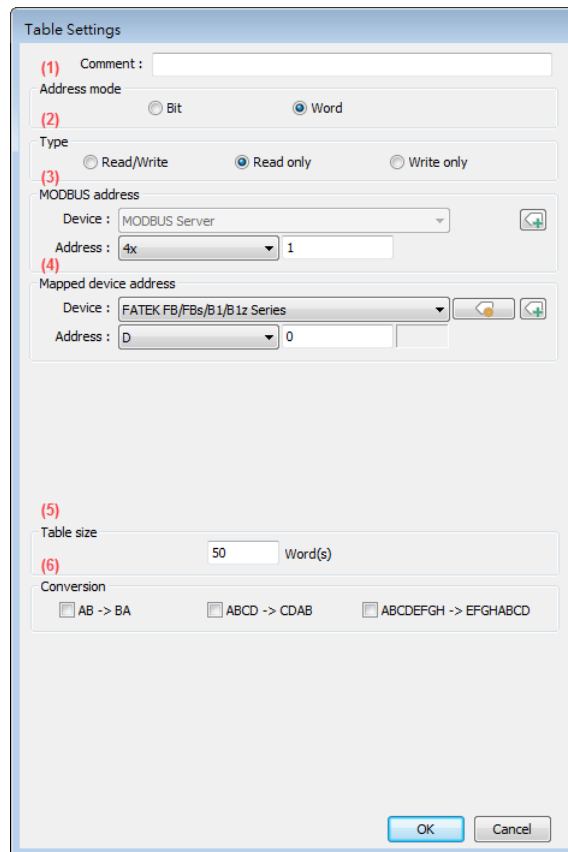 Table Settings
(1) Comment :
Address mode
(2) Bit Word
Type
Read/Write Read only Write only
(3)
MODBUS address
Device : MODBUS Server
Address : 4x 1
(4)
Mapped device address
Device : FATEK FB/FBs/B1/B1z Series
Address : D 0
(5)
Table size
50 Word(s)
(6)
Conversion
AB -> BA ABCD -> CDAB ABCDEFGH -> EFGHABCD
OK Cancel